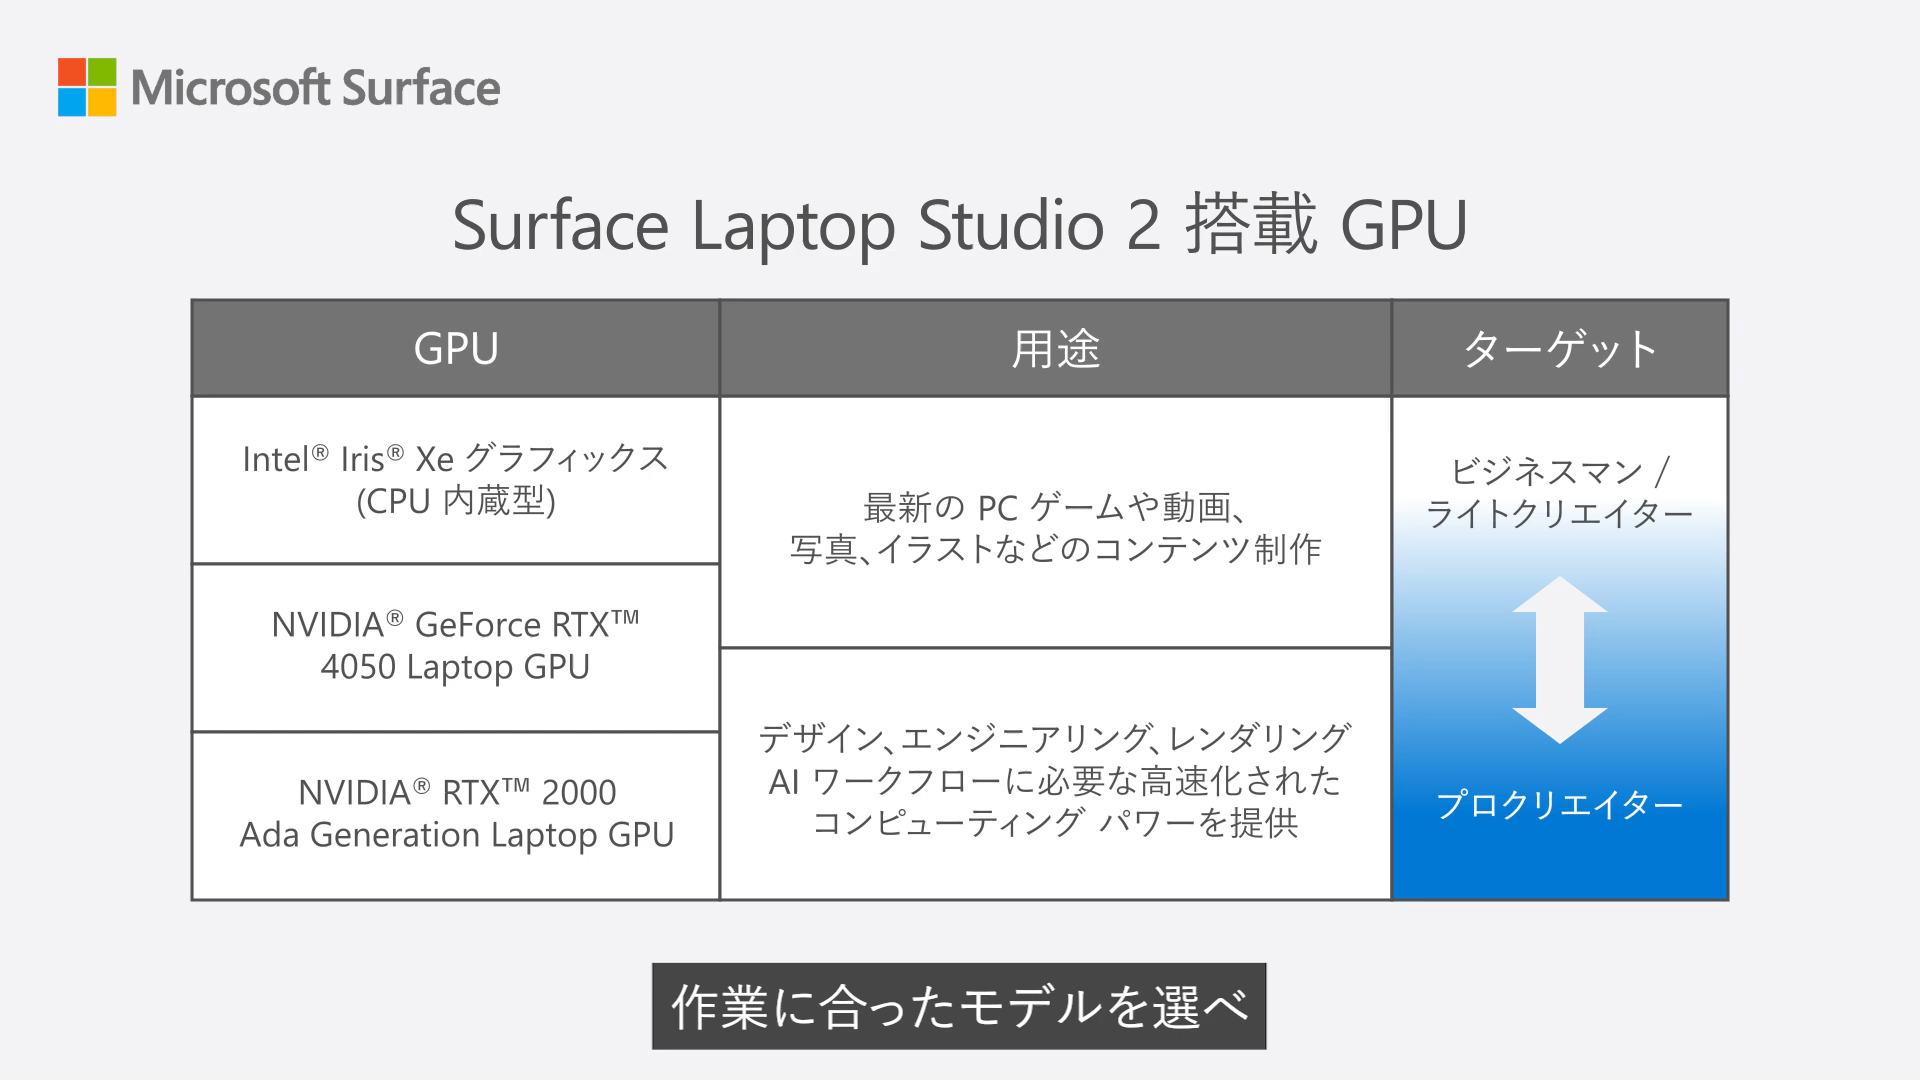 Microsoft Surface
Surface Laptop Studio 2 搭載 GPU
GPU
用途
ターゲット
Intel® Iris® Xe グラフィックス
(CPU 内蔵型)
NVIDIA® GeForce RTX™
4050 Laptop GPU
NVIDIA® RTX™ 2000
Ada Generation Laptop GPU
最新の PC ゲームや動画、
写真、イラストなどのコンテンツ制作
デザイン、エンジニアリング、レンダリング
AI ワークフローに必要な高速化された
コンピューティング パワーを提供
ビジネスマン /
ライトクリエイター
プロクリエイター
作業に合ったモデルを選べ